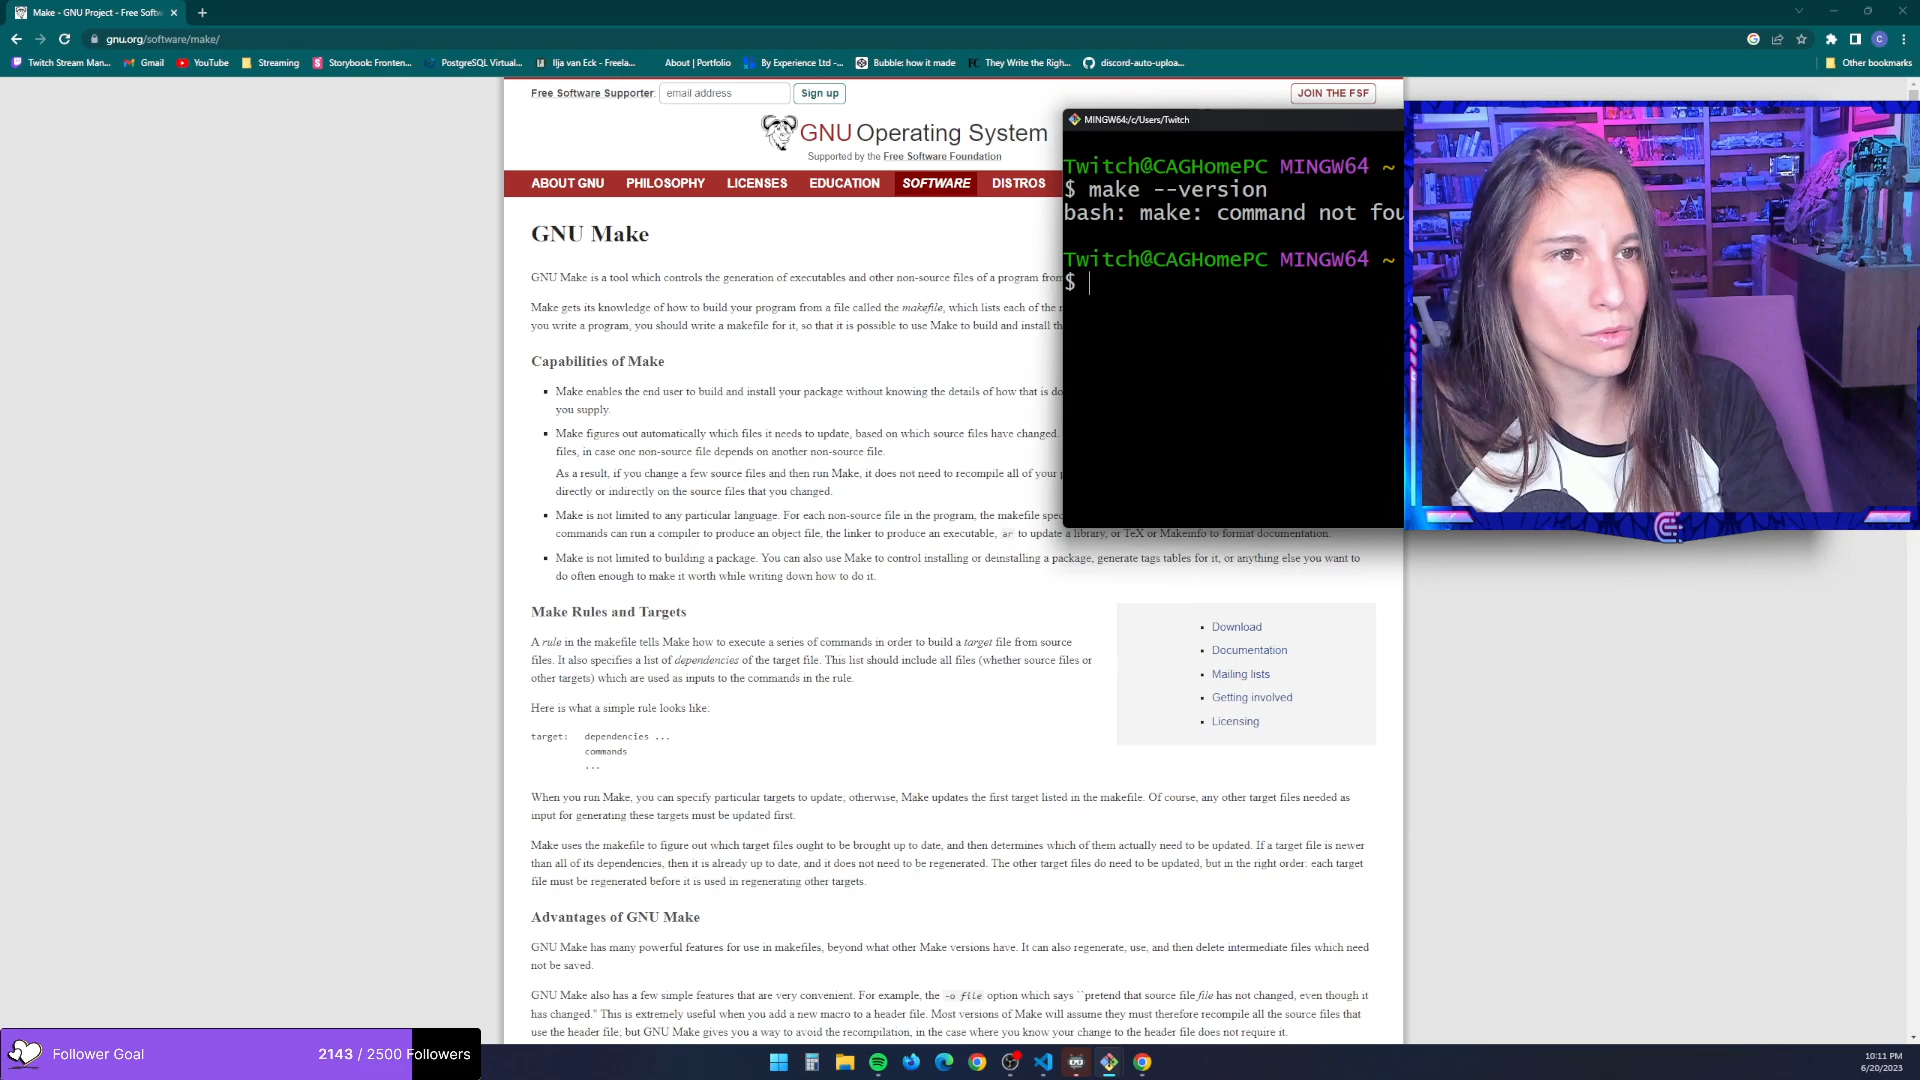 Make - GNU Project - Free Softw
gnu.org/software/make/
Twitch Stream Man...
Gmail
YouTube
Streaming
Storybook: Fronten...
PostgreSQL Virtual...
Ilja van Eck - Freela...
About | Portfolio
By Experience Ltd -...
Bubble: how it made
They Write the Righ...
discord-auto-uploa...
Other bookmarks
Free Software Supporter:
email address
Sign up
JOIN THE FSF
GNU Operating System
Supported by the Free Software Foundation
ABOUT GNU
PHILOSOPHY
LICENSES
EDUCATION
SOFTWARE
DISTROS
MINGW64:/c/Users/Twitch
Twitch@CAGHomePC MINGW64 ~
$ make --version
bash: make: command not fou
Twitch@CAGHomePC MINGW64 ~
$
GNU Make
GNU Make is a tool which controls the generation of executables and other non-source files of a program from
Make gets its knowledge of how to build your program from a file called the makefile, which lists each of the
you write a program, you should write a makefile for it, so that it is possible to use Make to build and install
Capabilities of Make
Make enables the end user to build and install your package without knowing the details of how that is
you supply.
Make figures out automatically which files it needs to update, based on which source files have changed.
files, in case one non-source file depends on another non-source file.
As a result, if you change a few source files and then run Make, it does not need to recompile all of your
directly or indirectly on the source files that you changed.
Make is not limited to any particular language. For each non-source file in the program, the makefile
commands can run a compiler to produce an object file, the linker to produce an executable, ar to update a library, or TeX or Makeinfo to format documentation.
Make is not limited to building a package. You can also use Make to control installing or deinstalling a package, generate tags tables for it, or anything else you want to
do often enough to make it worth while writing down how to do it.
Make Rules and Targets
A rule in the makefile tells Make how to execute a series of commands in order to build a target file from source
files. It also specifies a list of dependencies of the target file. This list should include all files (whether source files or
other targets) which are used as inputs to the commands in the rule.
Here is what a simple rule looks like:
target: dependencies ...
commands
...
Download
Documentation
Mailing lists
Getting involved
Licensing
When you run Make, you can specify particular targets to update; otherwise, Make updates the first target listed in the makefile. Of course, any other target files needed as
input for generating these targets must be updated first.
Make uses the makefile to figure out which target files ought to be brought up to date, and then determines which of them actually need to be updated. If a target file is newer
than all of its dependencies, then it is already up to date, and it does not need to be regenerated. The other target files do need to be updated, but in the right order: each target
file must be regenerated before it is used in regenerating other targets.
Advantages of GNU Make
GNU Make has many powerful features for use in makefiles, beyond what other Make versions have. It can also regenerate, use, and then delete intermediate files which need
not be saved.
GNU Make also has a few simple features that are very convenient. For example, the -o file option which says ``pretend that source file file has not changed, even though it
has changed.'' This is extremely useful when you add a new macro to a header file. Most versions of Make will assume they must therefore recompile all the source files that
use the header file; but GNU Make gives you a way to avoid the recompilation, in the case where you know your change to the header file does not require it.
Follower Goal
2143 / 2500 Followers
10:11 PM
6/20/2023